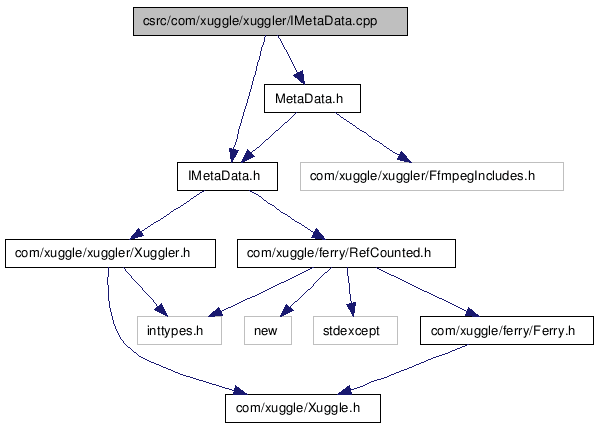 csrc/com/xuggle/xuggler/IMetaData.cpp
MetaData.h
IMetaData.h
com/xuggle/xuggler/FfmpegIncludes.h
com/xuggle/xuggler/Xuggler.h
com/xuggle/ferry/RefCounted.h
inttypes.h
new
stdexcept
com/xuggle/ferry/Ferry.h
com/xuggle/Xuggle.h